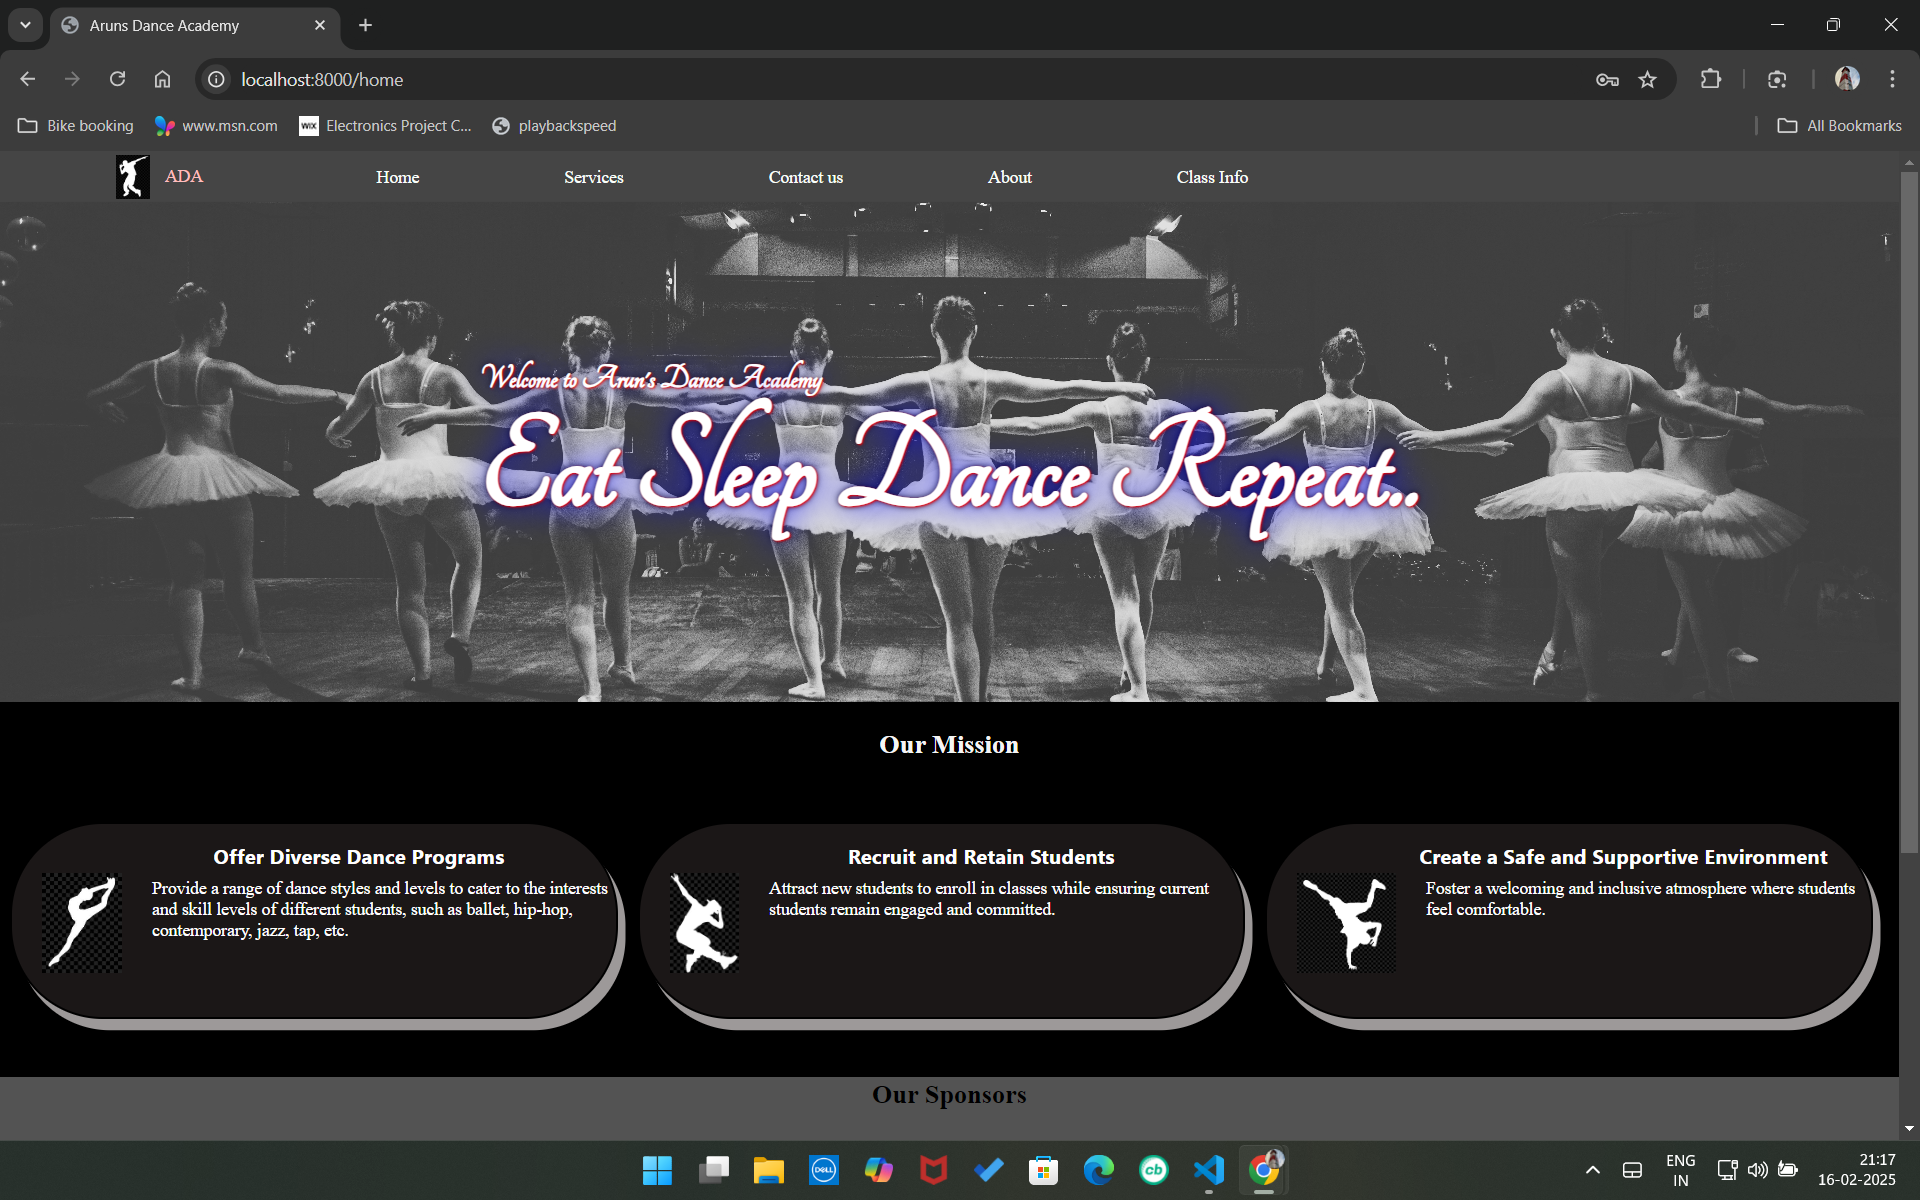 Aruns Dance Academy
localhost:8000/home
Bike booking
www.msn.com
WiX
Electronics Project C...
playbackspeed
All Bookmarks
ADA
Home
Services
Contact us
About
Class Info
Welcome to Arun's Dance Academy
Eat Sleep Dance Repeat..
Our Mission
Offer Diverse Dance Programs
Provide a range of dance styles and levels to cater to the interests
and skill levels of different students, such as ballet, hip-hop,
contemporary, jazz, tap, etc.
Recruit and Retain Students
Attract new students to enroll in classes while ensuring current
students remain engaged and committed.
Create a Safe and Supportive Environment
Foster a welcoming and inclusive atmosphere where students
feel comfortable.
Our Sponsors
DELL
cb
ENG
IN
21:17
16-02-2025